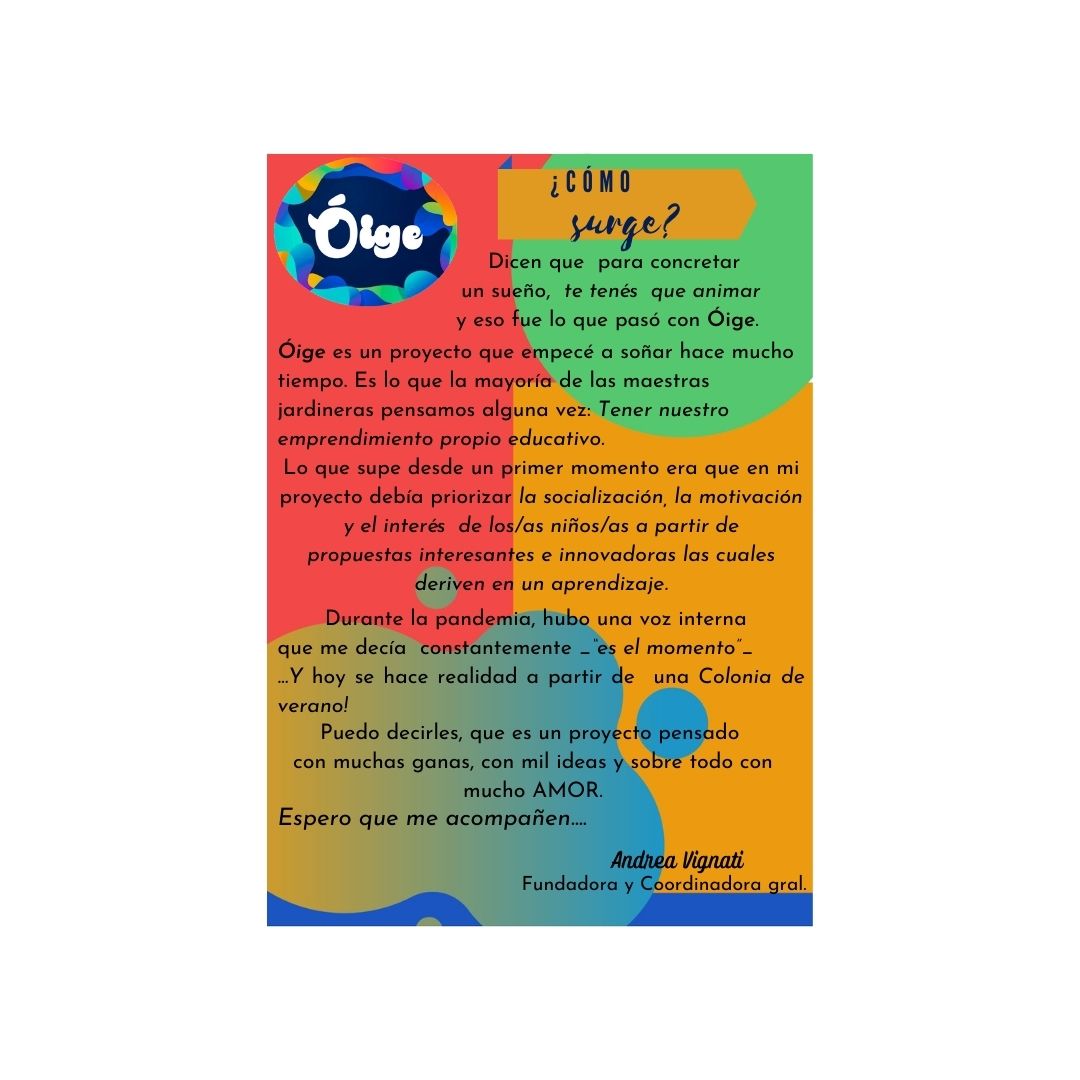 Óige
¿CÓMO
surge?
Dicen que para concretar
un sueño, te tenés que animar
y eso fue lo que pasó con Óige.
Óige es un proyecto que empecé a soñar hace mucho
tiempo. Es lo que la mayoría de las maestras
jardineras pensamos alguna vez: Tener nuestro
emprendimiento propio educativo.
Lo que supe desde un primer momento era que en mi
proyecto debía priorizar la socialización, la motivación
y el interés de los/as niños/as a partir de
propuestas interesantes e innovadoras las cuales
deriven en un aprendizaje.
Durante la pandemia, hubo una voz interna
que me decía constantemente _"es el momento"_
...Y hoy se hace realidad a partir de una Colonia de
verano!
Puedo decirles, que es un proyecto pensado
con muchas ganas, con mil ideas y sobre todo con
mucho AMOR.
Espero que me acompañen....
Andrea Vignati
Fundadora y Coordinadora gral.